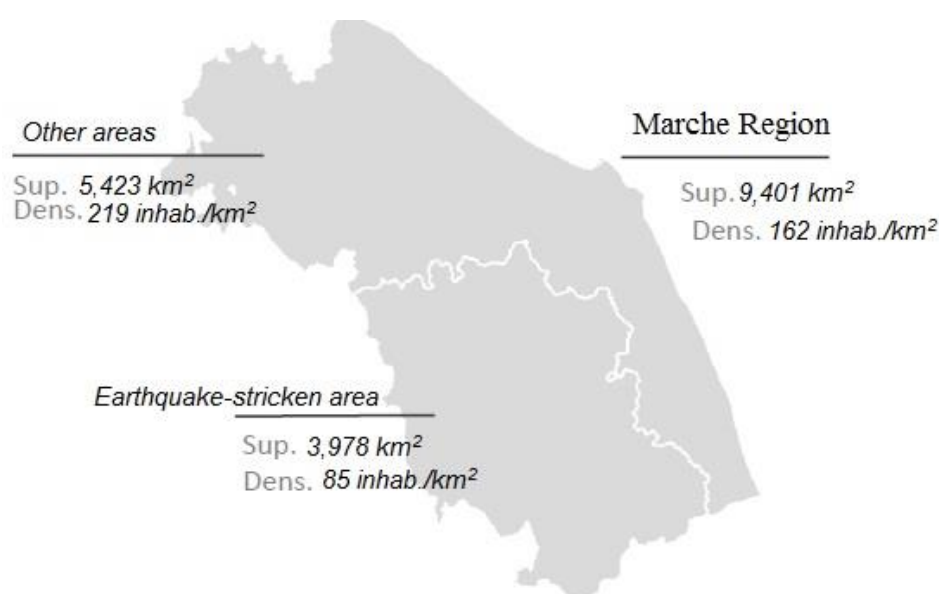 Other areas
Sup. 5,423 km²
Dens. 219 inhab./km²
Marche Region
Sup. 9,401 km²
Dens. 162 inhab./km²
Earthquake-stricken area
Sup. 3,978 km²
Dens. 85 inhab./km²